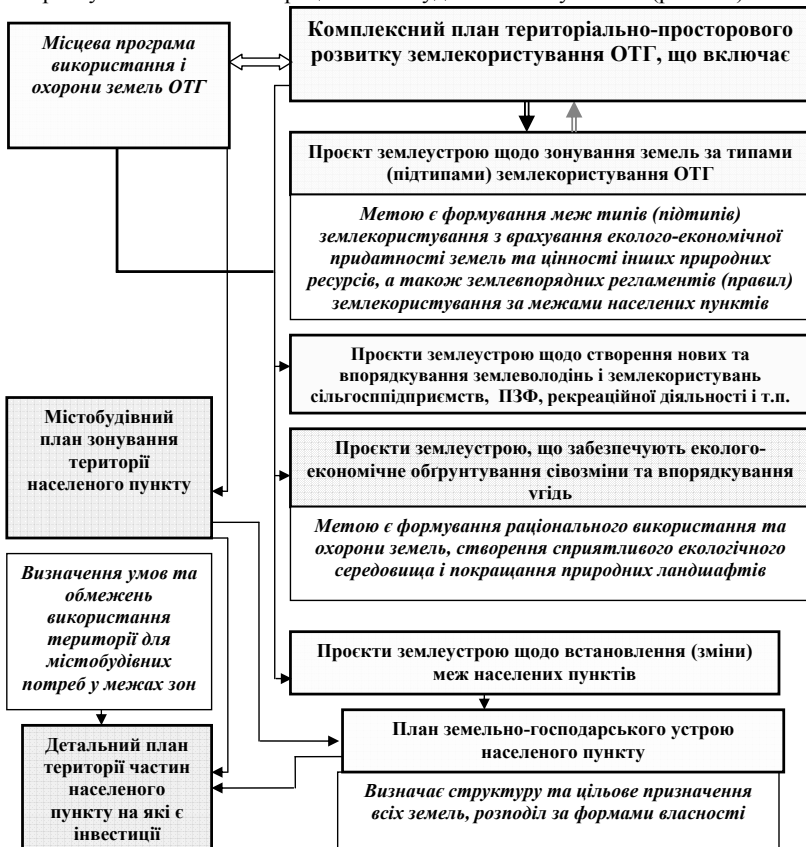 Місцева програма
використання і
охорони земель ОТГ
Комплексний план територіально-просторового
розвитку землекористування ОТГ, що включає
Проєкт землеустрою щодо зонування земель за типами
(підтипами) землекористування ОТГ
Метою є формування меж типів (підтипів)
землекористування з врахування еколого-економічної
придатності земель та цінності інших природних
ресурсів, а також землевпорядних регламентів (правил)
землекористування за межами населених пунктів
Проєкти землеустрою щодо створення нових та
впорядкування землеволодінь і землекористувань
сільгосппідприємств, ПЗФ, рекреаційної діяльності і т.п.
Містобудівний
план зонування
території
населеного пункту
Проєкти землеустрою, що забезпечують еколого-
економічне обґрунтування сівозміни та впорядкування
угідь
Метою є формування раціонального використання та
охорони земель, створення сприятливого екологічного
середовища і покращання природних ландшафтів
Визначення умов та
обмежень
використання
території для
містобудівних
потреб у межах зон
Проєкти землеустрою щодо встановлення (зміни)
меж населених пунктів
План земельно-господарського устрою
населеного пункту
Визначає структуру та цільове призначення
всіх земель, розподіл за формами власності
Детальний план
території частин
населеного
пункту на які є
інвестиції